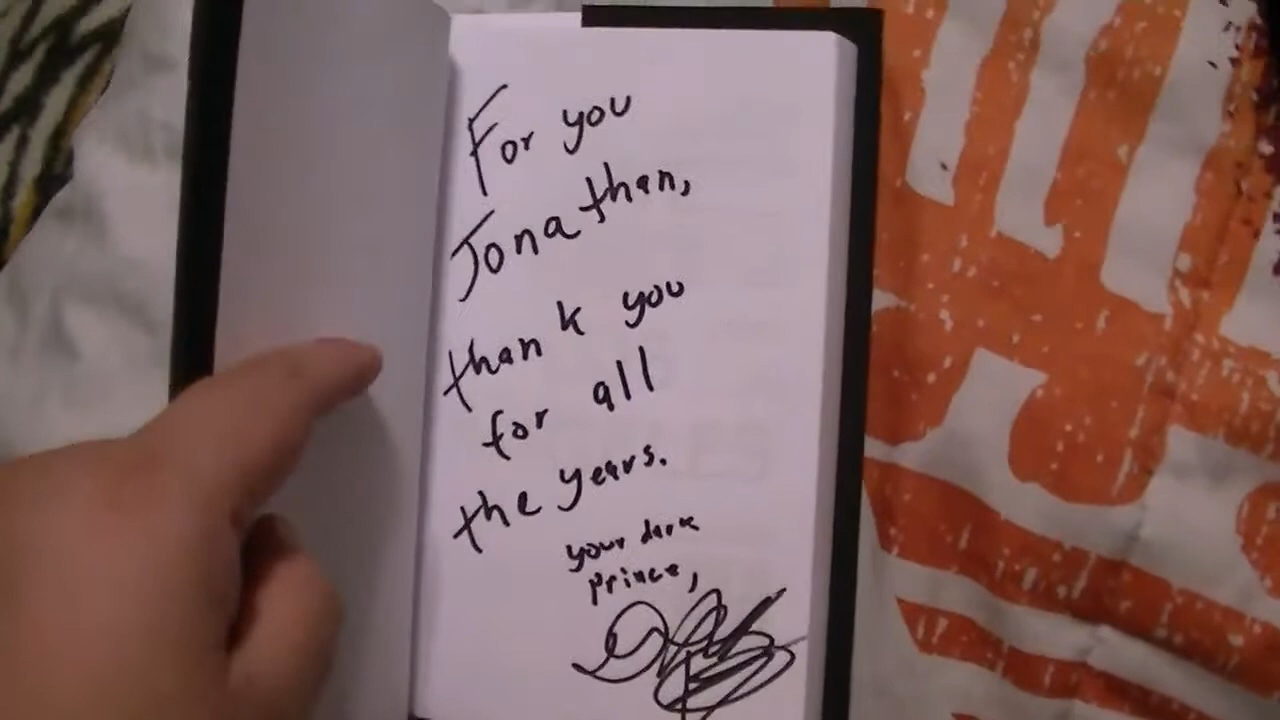 For you
Jonathan,
thank you
for all
the years.
your dark
prince,